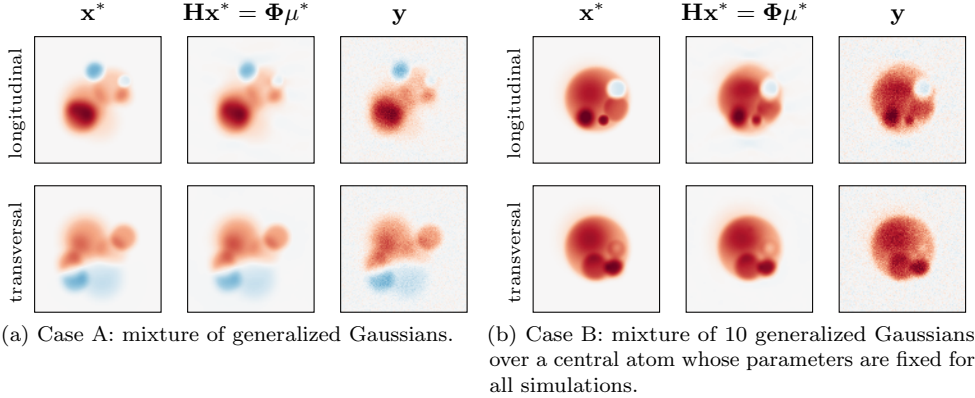 x* Hx* = Φμ* y x* Hx* = Φμ* y
longitudinal longitudinal
transversal transversal
(a) Case A: mixture of generalized Gaussians.
(b) Case B: mixture of 10 generalized Gaussians
over a central atom whose parameters are fixed for
all simulations.